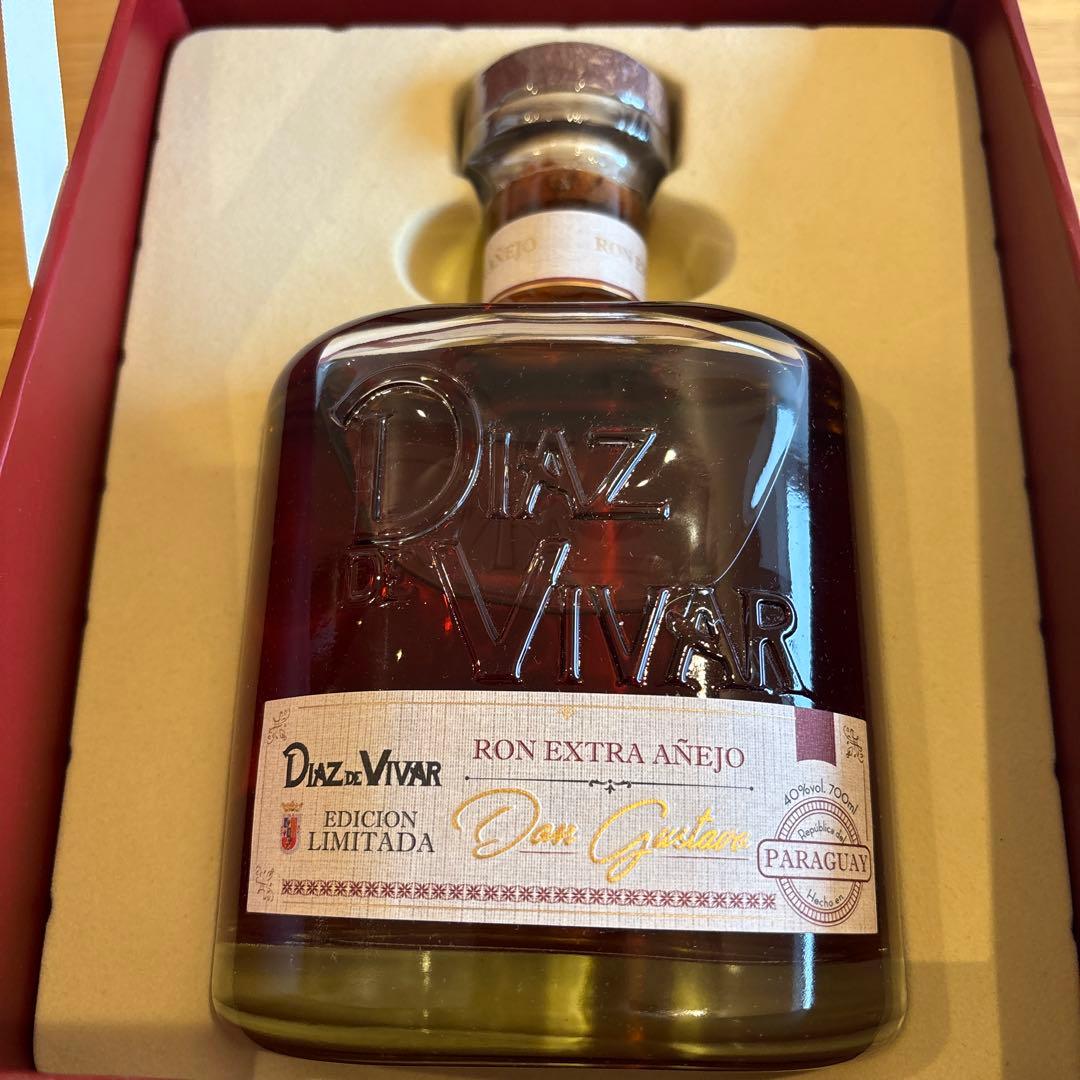 AÑEJO RON E
DIAZ
DE VIVAR
DIAZ DE VIVAR
EDICION
LIMITADA
RON EXTRA AÑEJO
Don Gustavo
40%vol. 700ml
República del
PARAGUAY
Hecho en